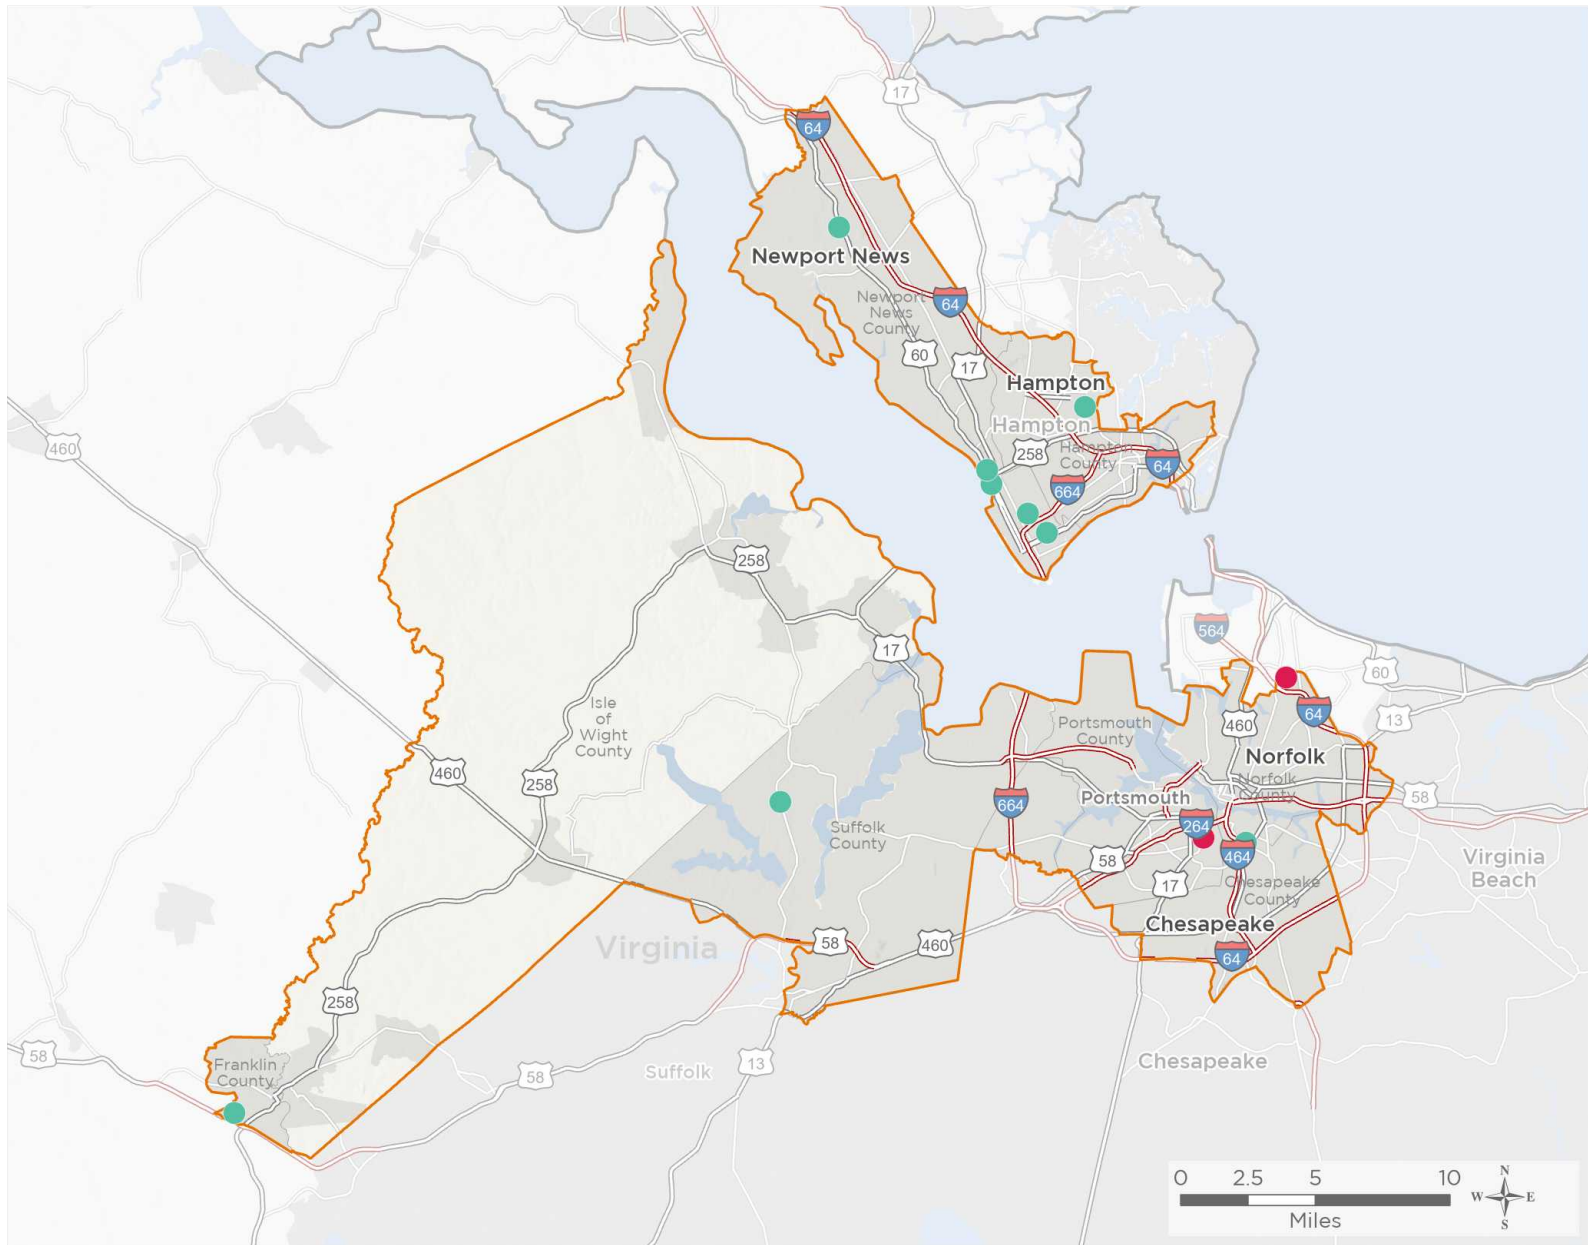 17
64
Newport News
Newport
News
County
64
60
17
Hampton
Hampton
460
258
Hampton
County
64
664
258
564
17
60
Isle
of
Wight
County
64
460
13
Portsmouth
County
Norfolk
460
258
Norfolk
County
Portsmouth
664
58
264
Suffolk
County
58
464
Virginia
Beach
17
Chesapeake
County
Chesapeake
Virginia
58
460
64
258
58
Franklin
County
Suffolk
13
58
Chesapeake
0 2.5 5 10
Miles
N
W E
S